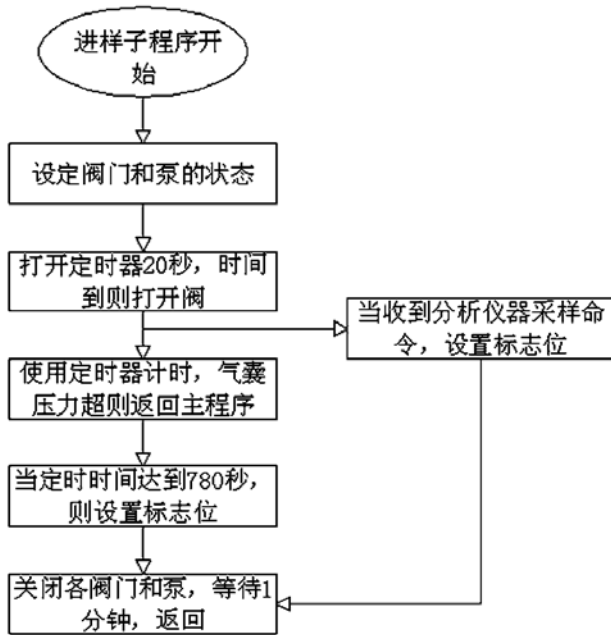 进样子程序开
始
设定阀门和泵的状态
打开定时器20秒，时间
到则打开阀
当收到分析仪器采样命
令，设置标志位
使用定时器计时，气囊
压力超则返回主程序
当定时时间达到780秒，
则设置标志位
关闭各阀门和泵，等待1
分钟，返回